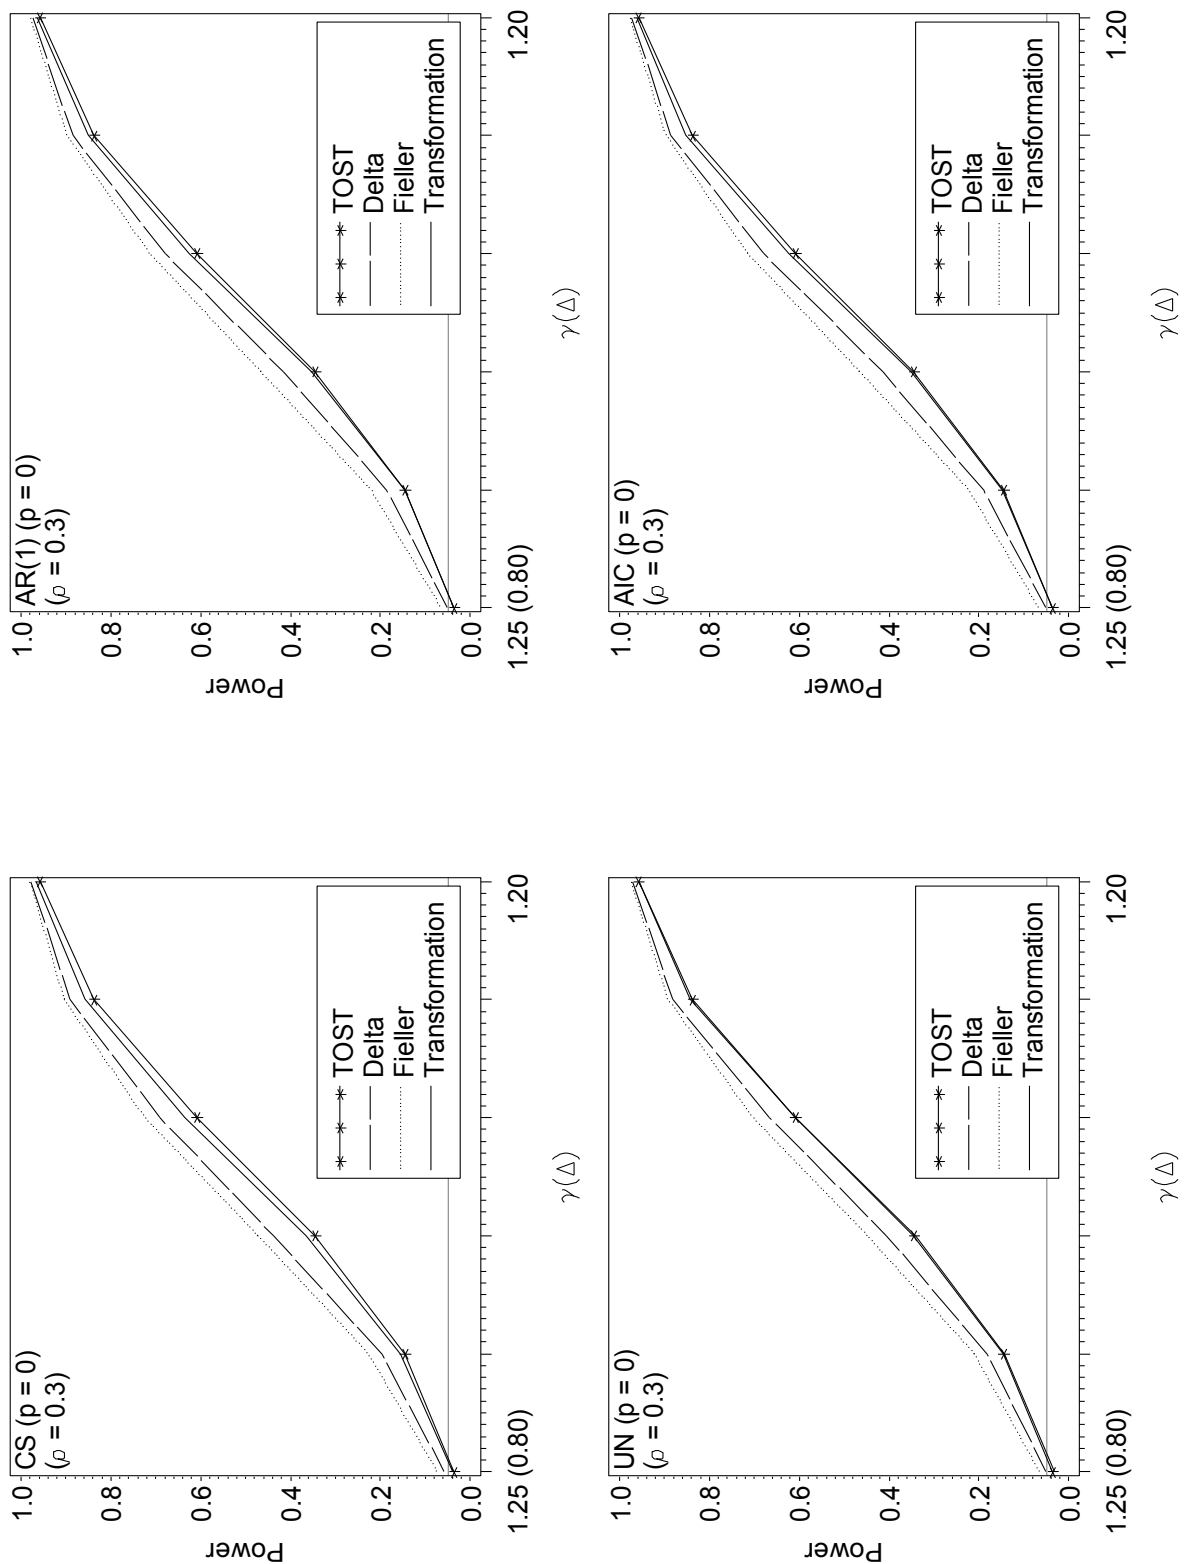 CS (p = 0)
(ρ = 0.3)
Power
1.0
0.8
0.6
0.4
0.2
0.0
TOST
Delta
Fieller
Transformation
1.25 (0.80)
1.20
γ(Δ)
AR(1) (p = 0)
(ρ = 0.3)
Power
1.0
0.8
0.6
0.4
0.2
0.0
TOST
Delta
Fieller
Transformation
1.25 (0.80)
1.20
γ(Δ)
UN (p = 0)
(ρ = 0.3)
Power
1.0
0.8
0.6
0.4
0.2
0.0
TOST
Delta
Fieller
Transformation
1.25 (0.80)
1.20
γ(Δ)
AIC (p = 0)
(ρ = 0.3)
Power
1.0
0.8
0.6
0.4
0.2
0.0
TOST
Delta
Fieller
Transformation
1.25 (0.80)
1.20
γ(Δ)